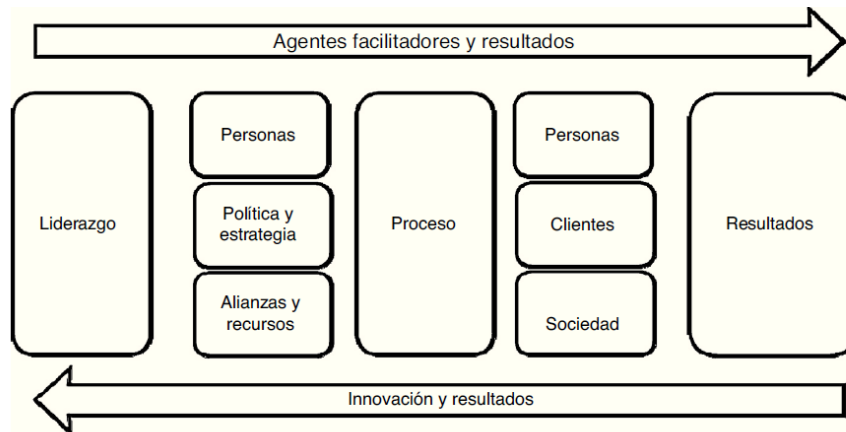 Agentes facilitadores y resultados
Liderazgo
Personas
Política y
estrategia
Alianzas y
recursos
Proceso
Personas
Clientes
Sociedad
Resultados
Innovación y resultados